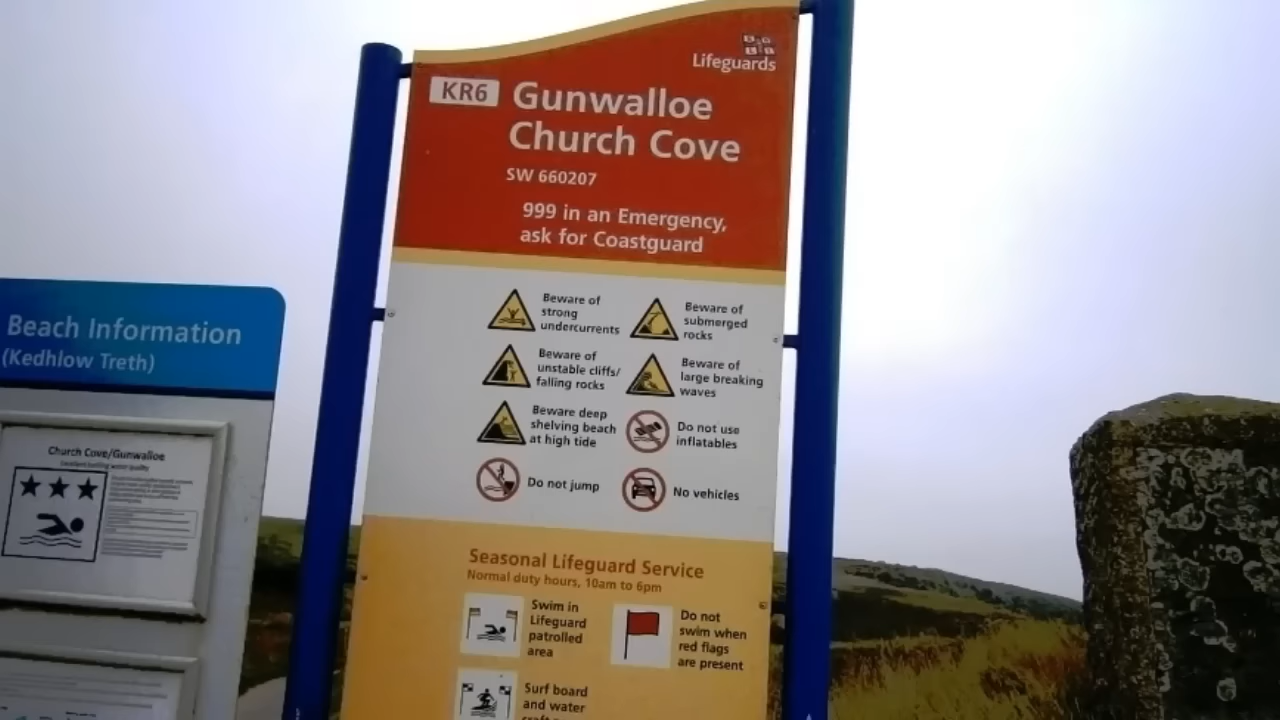 Lifeguards
KR6
Gunwalloe
Church Cove
SW 660207
999 in an Emergency,
ask for Coastguard
Beware of
strong
undercurrents
Beware of
submerged
rocks
Beware of
unstable cliffs/
falling rocks
Beware of
large breaking
waves
Beware deep
shelving beach
at high tide
Do not use
inflatables
Do not jump
No vehicles
Seasonal Lifeguard Service
Normal duty hours, 10am to 6pm
Swim in
Lifeguard
patrolled
area
Do not
swim when
red flags
are present
Surf board
and water
Beach Information
(Kedhlow Treth)
Church Cove/Gunwalloe
Excellent bathing water quality